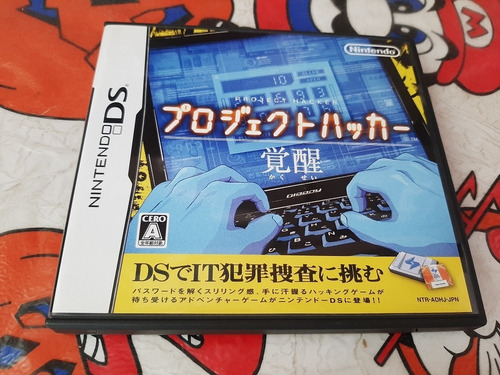 Nintendo
NINTENDO DS
10
PROJECT HACKER
プロジェクトハッカー
TM
覚醒
かくせい
CERO
A
全年齢対象
DSでIT犯罪捜査に挑む
パスワードを解くスリリング感、手に汗握るハッキングゲームが
待ち受けるアドベンチャーゲームがニンテンドーDSに登場!!
NTR-AOHJ-JPN